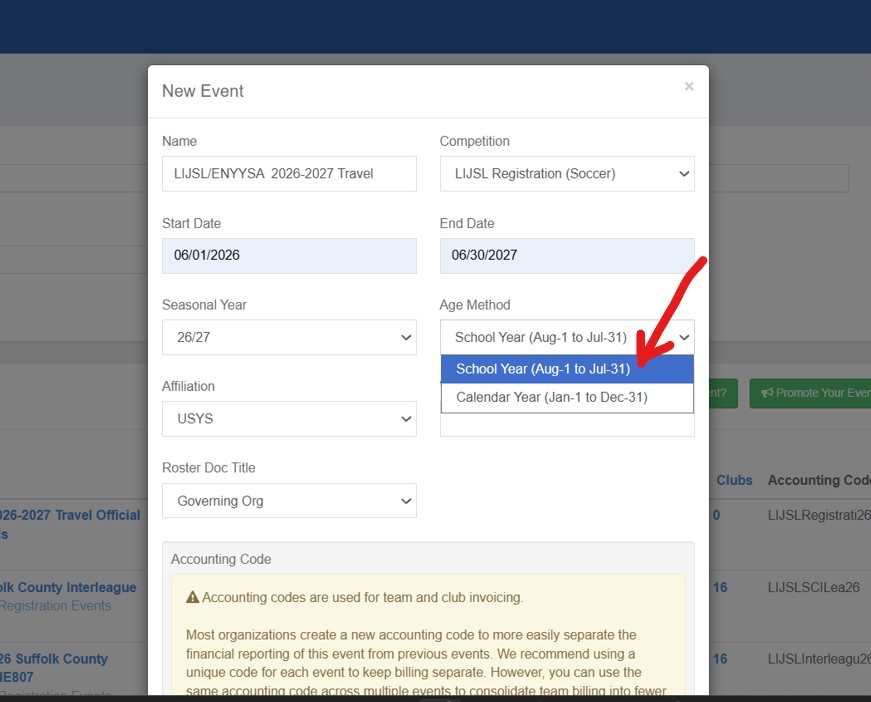 New Event
×
Name
Competition
LIJSL/ENYYSA 2026-2027 Travel
LIJSL Registration (Soccer)
Start Date
End Date
06/01/2026
06/30/2027
Seasonal Year
Age Method
26/27
School Year (Aug-1 to Jul-31)
School Year (Aug-1 to Jul-31)
Calendar Year (Jan-1 to Dec-31)
Affiliation
USYS
nt?
Promote Your Even
Roster Doc Title
Governing Org
Clubs
Accounting Code
026-2027 Travel Official
s
0
LIJSLRegistrati26
Accounting Code
Accounting codes are used for team and club invoicing.
Most organizations create a new accounting code to more easily separate the
financial reporting of this event from previous events. We recommend using a
unique code for each event to keep billing separate. However, you can use the
same accounting code across multiple events to consolidate team billing into fewer
olk County Interleague
Registration Events
16
LIJSLSCILea26
26 Suffolk County
NE807
Registration Events
16
LIJSLInterleagu26